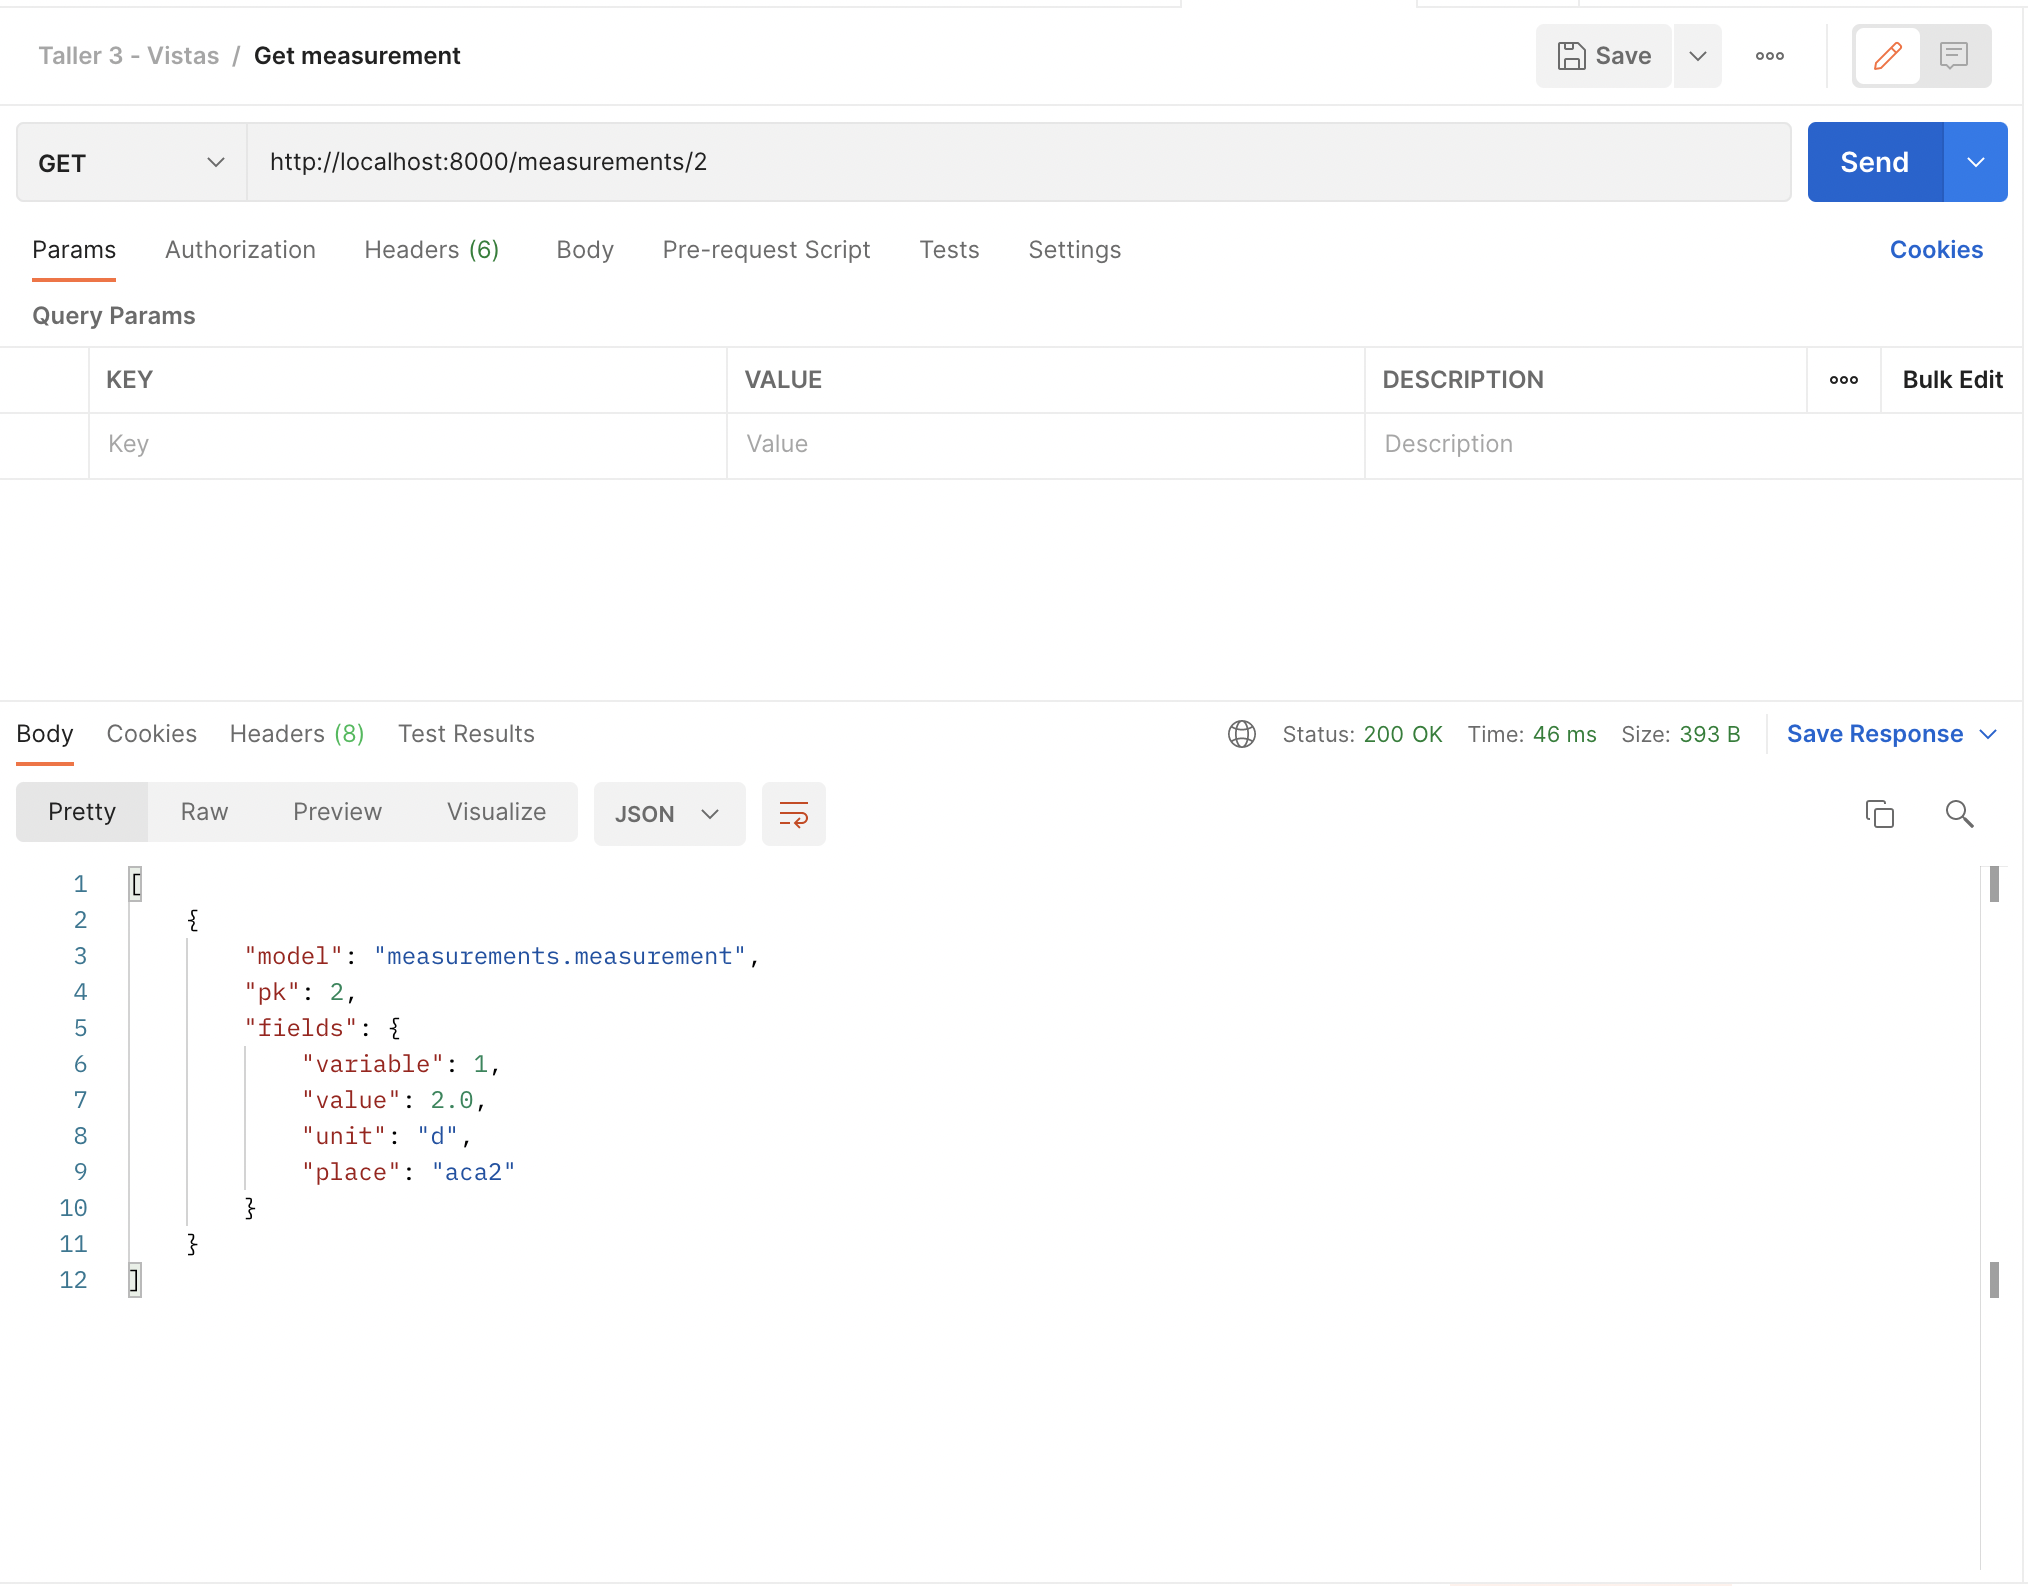 Taller 3 - Vistas / Get measurement
Save
GET
http://localhost:8000/measurements/2
Send
Params Authorization Headers (6) Body Pre-request Script Tests Settings Cookies
Query Params
KEY VALUE DESCRIPTION Bulk Edit
Key Value Description
Body Cookies Headers (8) Test Results Status: 200 OK Time: 46 ms Size: 393 B Save Response
Pretty Raw Preview Visualize JSON
1 [
2 {
3 "model": "measurements.measurement",
4 "pk": 2,
5 "fields": {
6 "variable": 1,
7 "value": 2.0,
8 "unit": "d",
9 "place": "aca2"
10 }
11 }
12 ]